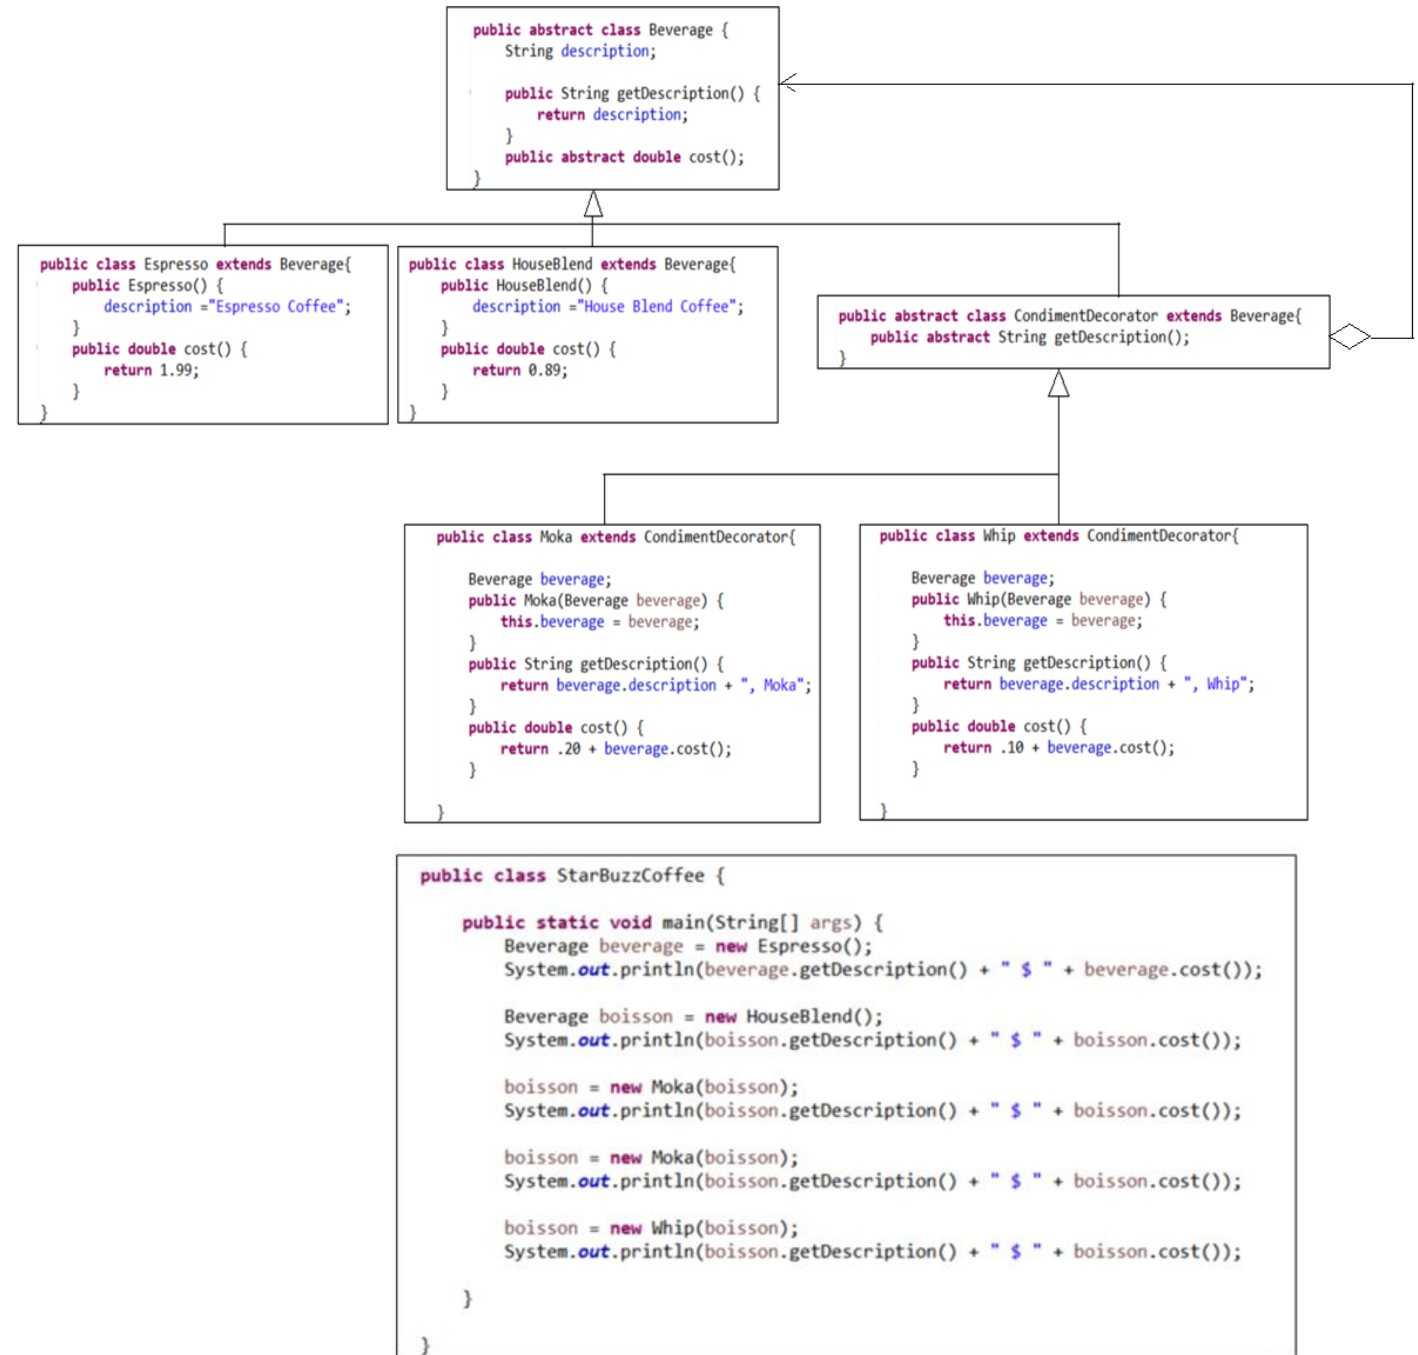 public abstract class Beverage {
String description;
public String getDescription() {
return description;
}
public abstract double cost();
}
public class Espresso extends Beverage{
public Espresso() {
description ="Espresso Coffee";
}
public double cost() {
return 1.99;
}
}
public class HouseBlend extends Beverage{
public HouseBlend() {
description ="House Blend Coffee";
}
public double cost() {
return 0.89;
}
}
public abstract class CondimentDecorator extends Beverage{
public abstract String getDescription();
}
public class Moka extends CondimentDecorator{
Beverage beverage;
public Moka(Beverage beverage) {
this.beverage = beverage;
}
public String getDescription() {
return beverage.description + ", Moka";
}
public double cost() {
return .20 + beverage.cost();
}
}
public class Whip extends CondimentDecorator{
Beverage beverage;
public Whip(Beverage beverage) {
this.beverage = beverage;
}
public String getDescription() {
return beverage.description + ", Whip";
}
public double cost() {
return .10 + beverage.cost();
}
}
public class StarBuzzCoffee {
public static void main(String[] args) {
Beverage beverage = new Espresso();
System.out.println(beverage.getDescription() + " $ " + beverage.cost());
Beverage boisson = new HouseBlend();
System.out.println(boisson.getDescription() + " $ " + boisson.cost());
boisson = new Moka(boisson);
System.out.println(boisson.getDescription() + " $ " + boisson.cost());
boisson = new Moka(boisson);
System.out.println(boisson.getDescription() + " $ " + boisson.cost());
boisson = new Whip(boisson);
System.out.println(boisson.getDescription() + " $ " + boisson.cost());
}
}